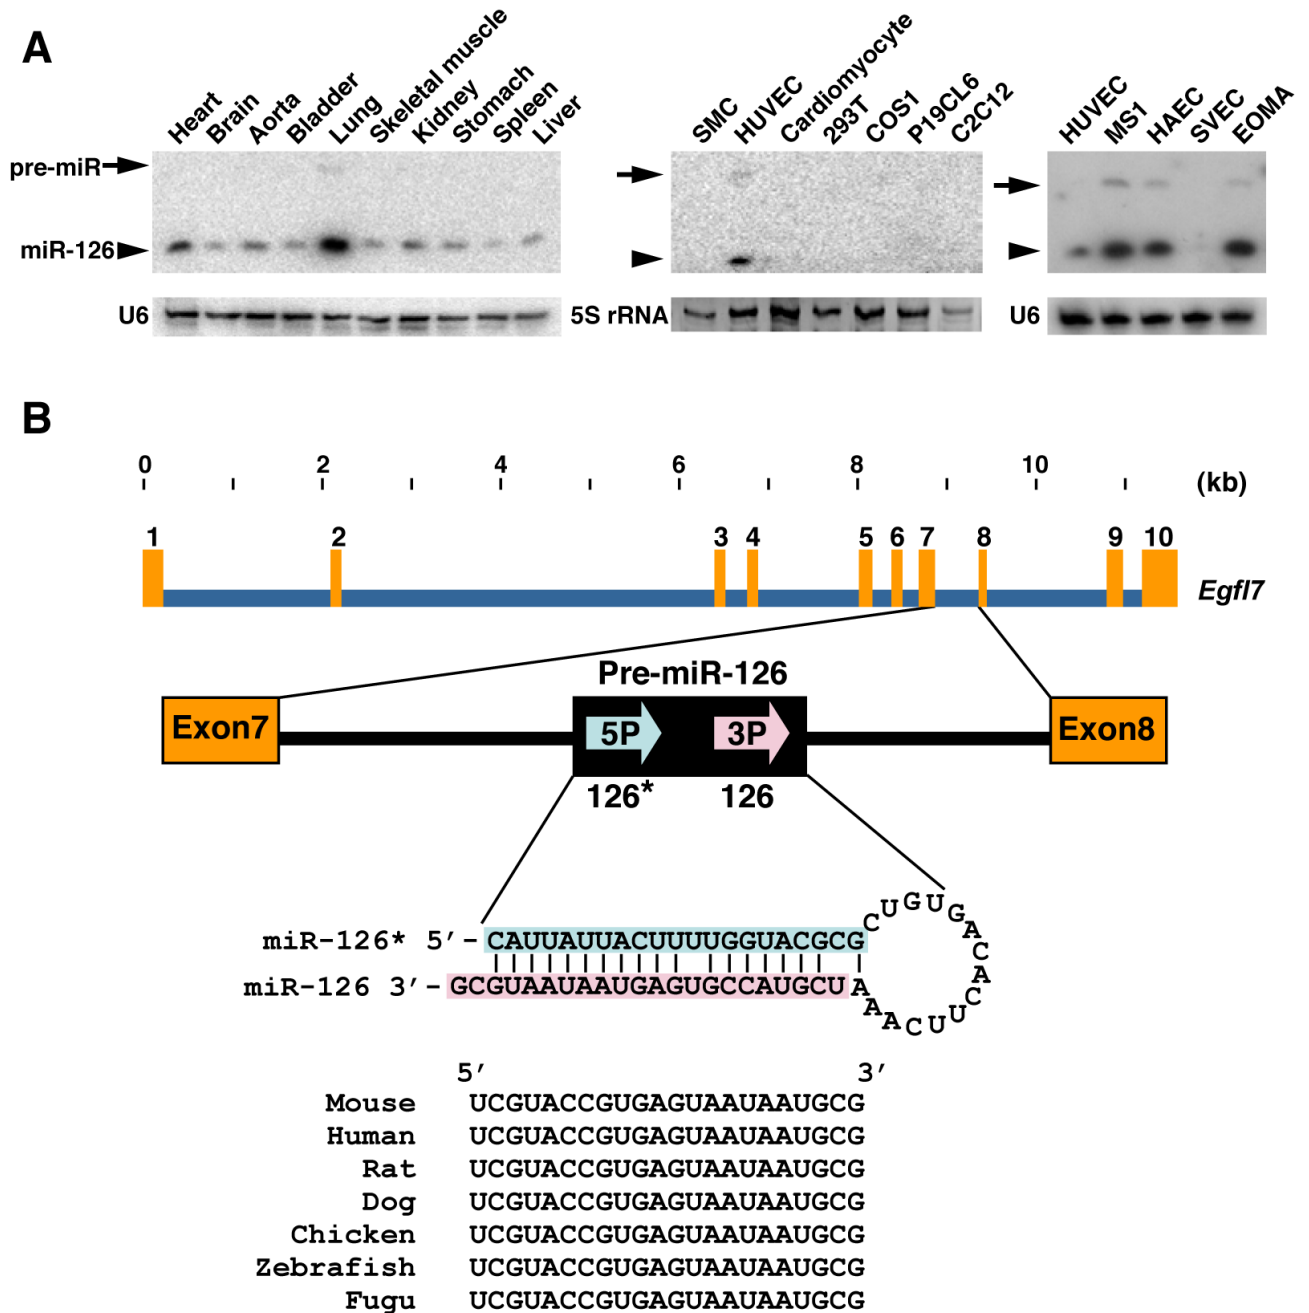 A
Heart
Brain
Aorta
Bladder
Lung
Skeletal muscle
Kidney
Stomach
Spleen
Liver
SMC
HUVEC
Cardiomyocyte
293T
COS1
P19CL6
C2C12
HUVEC
MS1
HAEC
SVEC
EOMA
pre-miR
miR-126
U6
5S rRNA
U6
B
0 2 4 6 8 10 (kb)
1 2 3 4 5 6 7 8 9 10
Egfl7
Pre-miR-126
Exon7 5P 3P Exon8
126* 126
miR-126* 5′-CAUUAUUACUUUUGGUACGCG
CUGUGACACUUCAAA
miR-126 3′-GCGUAAUAAUGAGUGCCAUGCU
5′ 3′
Mouse UCGUACCGUGAGUAAUAAUGCG
Human UCGUACCGUGAGUAAUAAUGCG
Rat UCGUACCGUGAGUAAUAAUGCG
Dog UCGUACCGUGAGUAAUAAUGCG
Chicken UCGUACCGUGAGUAAUAAUGCG
Zebrafish UCGUACCGUGAGUAAUAAUGCG
Fugu UCGUACCGUGAGUAAUAAUGCG